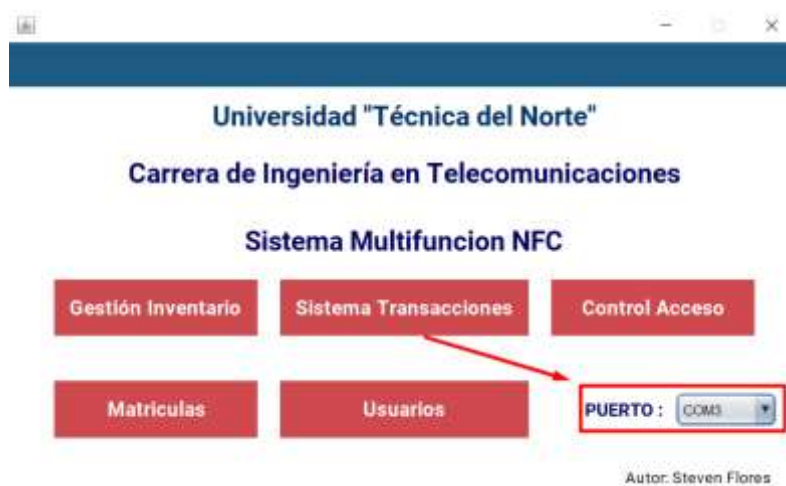 Universidad "Técnica del Norte"
Carrera de Ingeniería en Telecomunicaciones
Sistema Multifuncion NFC
Gestión Inventario Sistema Transacciones Control Acceso
Matriculas Usuarios PUERTO : COM3
Autor: Steven Flores